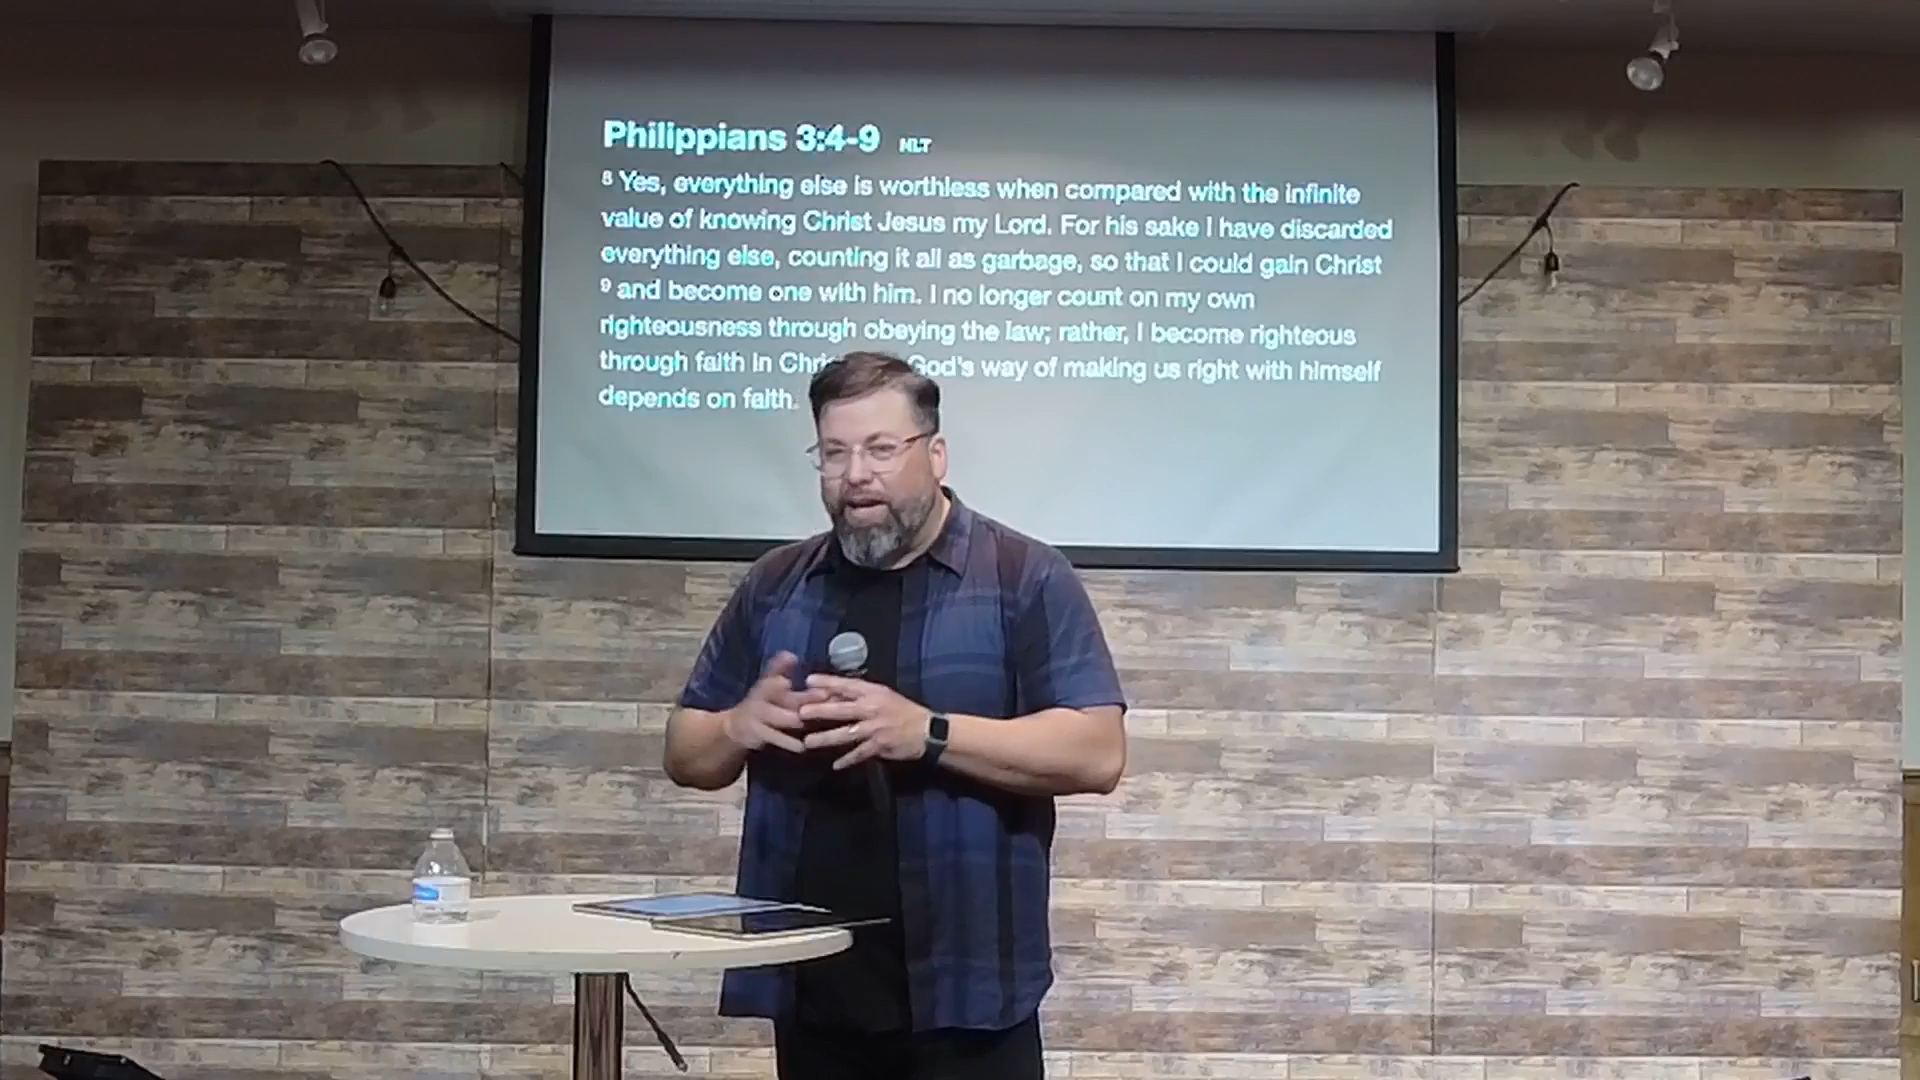 Philippians 3:4-9 NLT
8 Yes, everything else is worthless when compared with the infinite
value of knowing Christ Jesus my Lord. For his sake I have discarded
everything else, counting it all as garbage, so that I could gain Christ
9 and become one with him. I no longer count on my own
righteousness through obeying the law; rather, I become righteous
through faith in God's way of making us right with himself
depends on faith.